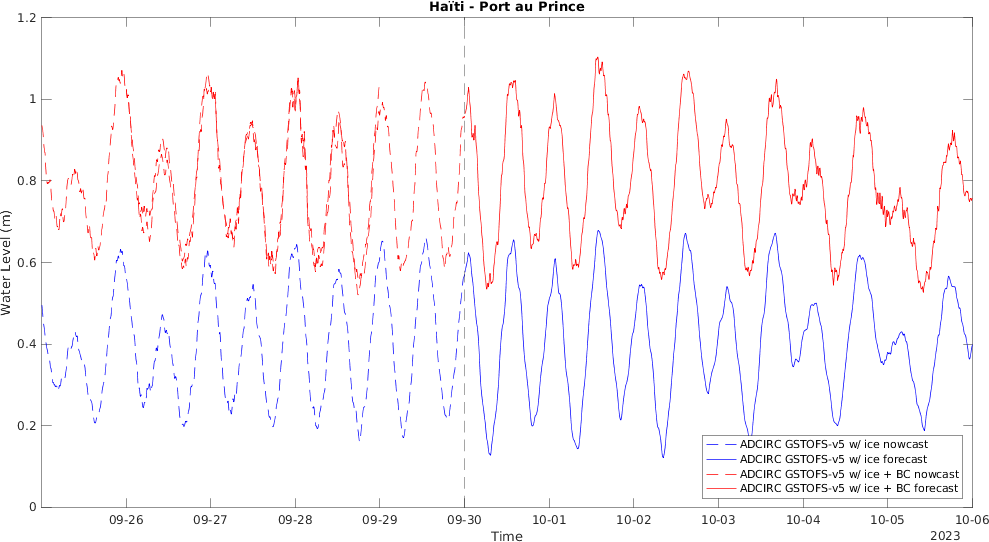 Haïti - Port au Prince
1.2
1
0.8
0.6
0.4
0.2
0
Water Level (m)
ADCIRC GSTOFS-v5 w/ ice nowcast
ADCIRC GSTOFS-v5 w/ ice forecast
ADCIRC GSTOFS-v5 w/ ice + BC nowcast
ADCIRC GSTOFS-v5 w/ ice + BC forecast
09-26 09-27 09-28 09-29 09-30 10-01 10-02 10-03 10-04 10-05 10-06
Time
2023